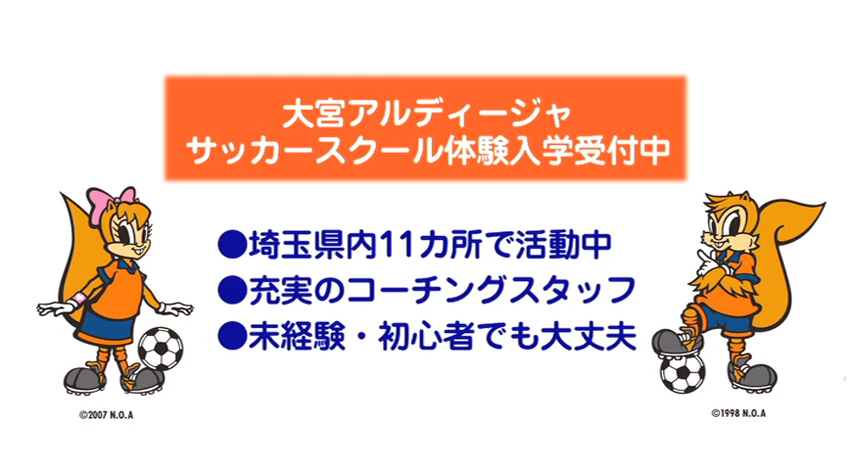 大宮アルディージャ
サッカースクール体験入学受付中
●埼玉県内11カ所で活動中
●充実のコーチングスタッフ
●未経験・初心者でも大丈夫
©2007 N.O.A
©1998 N.O.A